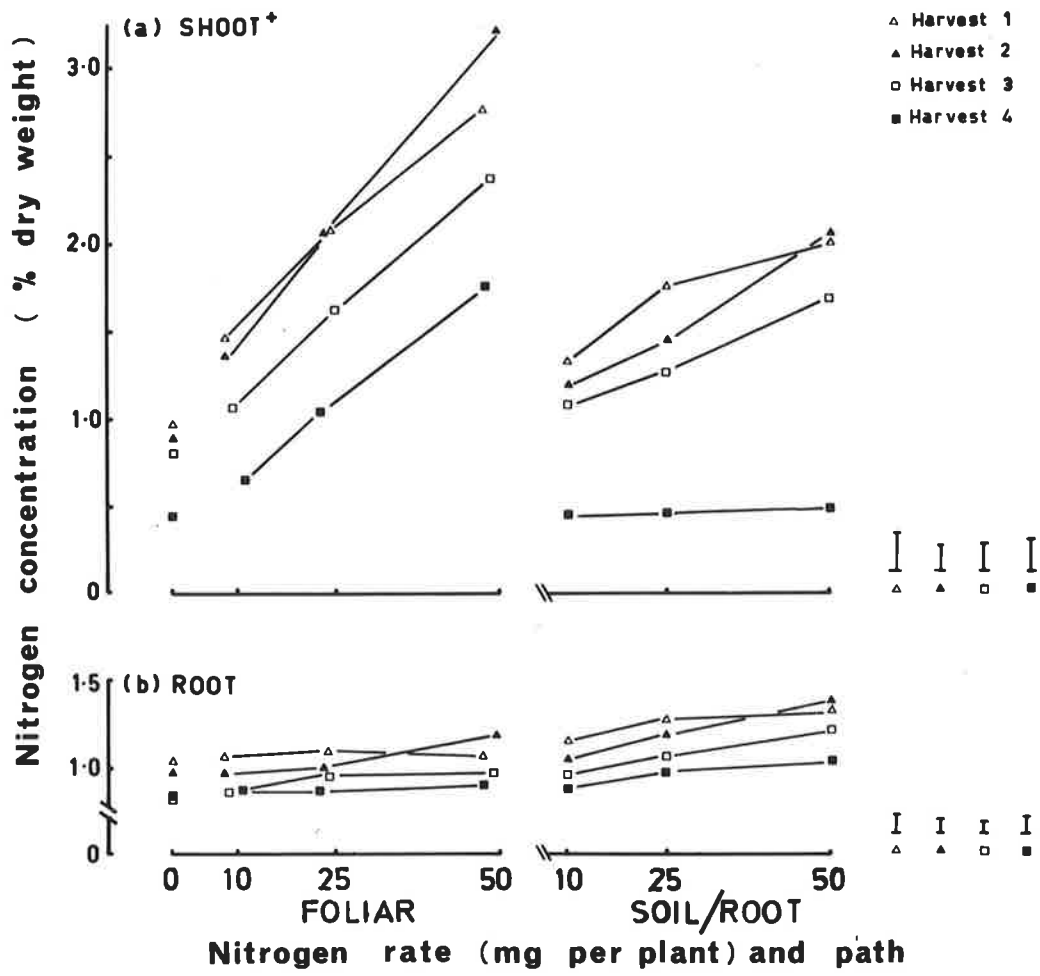 (a) SHOOT+
Harvest 1
Harvest 2
Harvest 3
Harvest 4
3·0
2·0
1·0
0
Nitrogen concentration ( % dry weight)
(b) ROOT
1·5
1·0
0
0 10 25 50 10 25 50
FOLIAR SOIL/ROOT
Nitrogen rate (mg per plant) and path